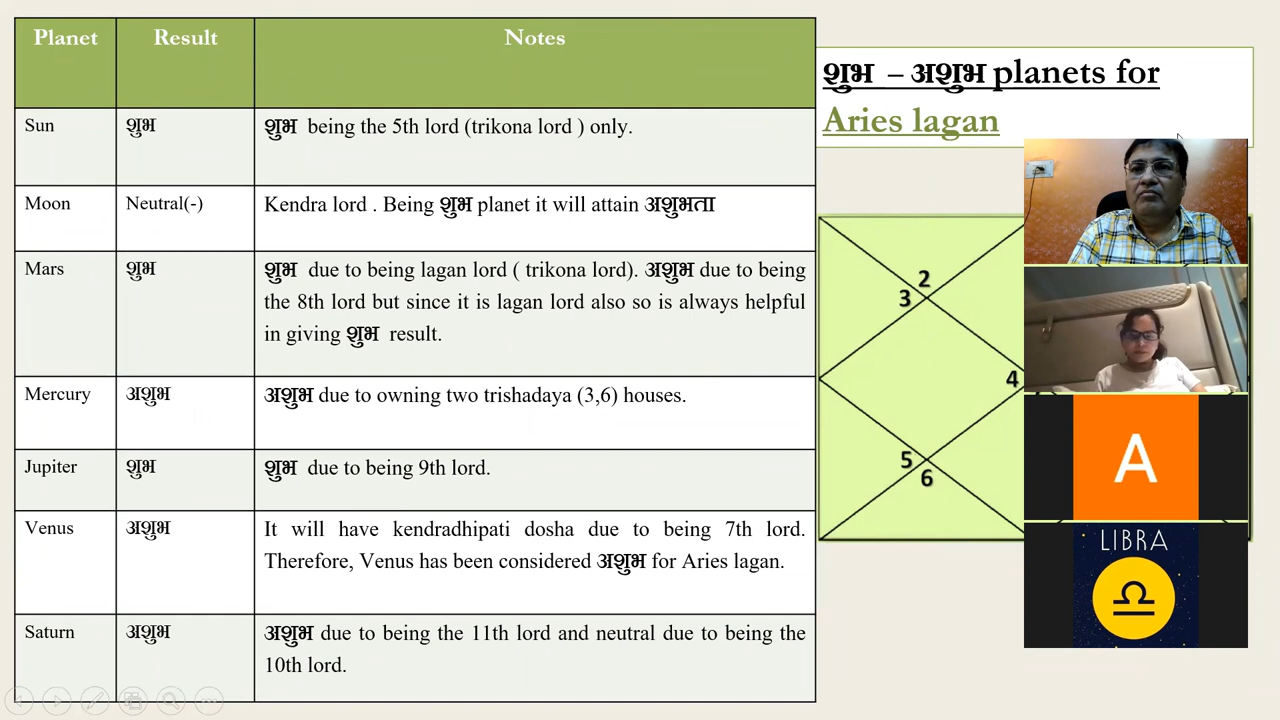 Planet Result Notes
Sun शुभ शुभ being the 5th lord (trikona lord ) only.
Moon Neutral(-) Kendra lord . Being शुभ planet it will attain अशुभता
Mars शुभ शुभ due to being lagan lord ( trikona lord). अशुभ due to being
the 8th lord but since it is lagan lord also so is always helpful
in giving शुभ result.
Mercury अशुभ अशुभ due to owning two trishadaya (3,6) houses.
Jupiter शुभ शुभ due to being 9th lord.
Venus अशुभ It will have kendradhipati dosha due to being 7th lord.
Therefore, Venus has been considered अशुभ for Aries lagan.
Saturn अशुभ अशुभ due to being the 11th lord and neutral due to being the
10th lord.
शुभ – अशुभ planets for
Aries lagan
2
3
4
5
6
A
LIBRA